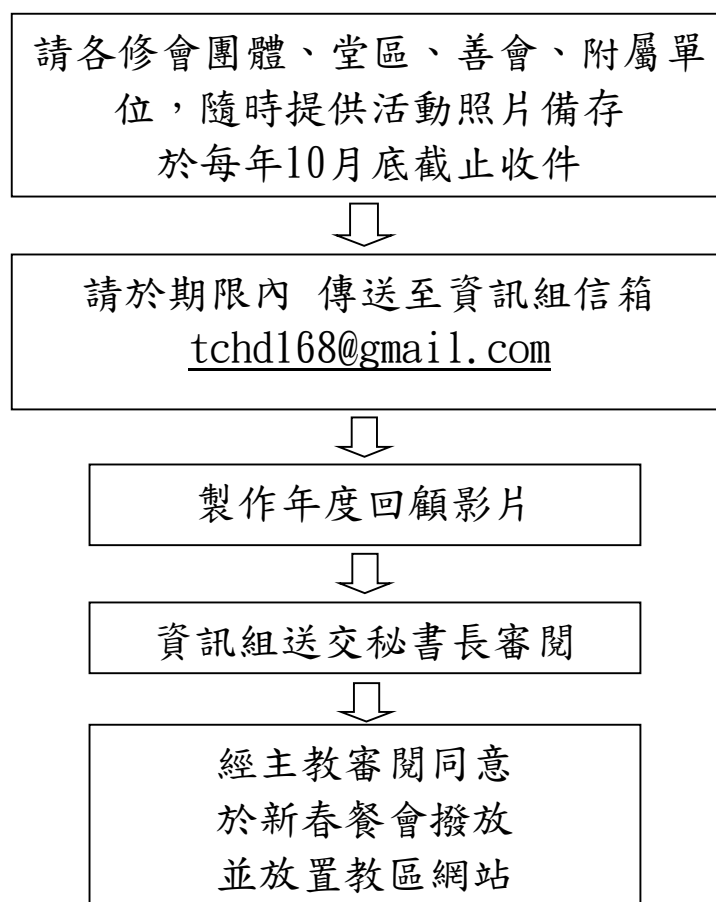 請各修會團體、堂區、善會、附屬單
位，隨時提供活動照片備存
於每年10月底截止收件
請於期限內 傳送至資訊組信箱
tchd168@gmail.com
製作年度回顧影片
資訊組送交秘書長審閱
經主教審閱同意
於新春餐會撥放
並放置教區網站